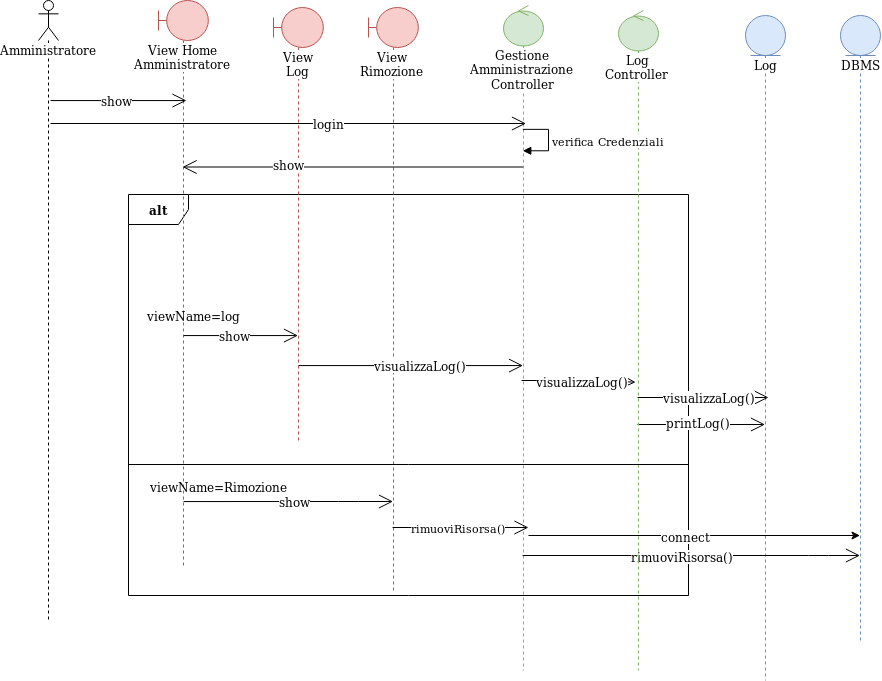 Amministratore
View Home
Amministratore
View
Log
View
Rimozione
Gestione
Amministrazione
Controller
Log
Controller
Log
DBMS
show
login
verifica Credenziali
show
alt
viewName=log
show
visualizzaLog()
visualizzaLog()
visualizzaLog()
printLog()
viewName=Rimozione
show
rimuoviRisorsa()
connect
rimuoviRisorsa()